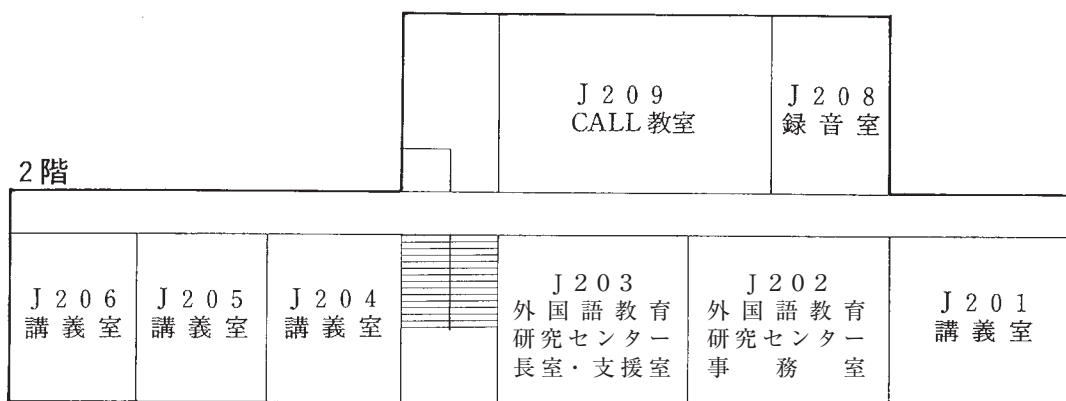 J209
CALL教室
J208
録音室
2階
J206
講義室
J205
講義室
J204
講義室
J203
外国語教育
研究センター
長室・支援室
J202
外国語教育
研究センター
事務室
J201
講義室